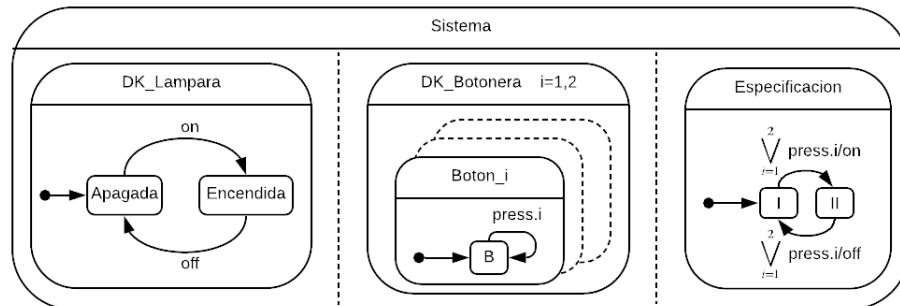 Sistema
DK_Lampara
on
Apagada
Encendida
off
DK_Botonera i=1,2
Boton_i
press.i
B
Especificacion
2
⋁ press.i/on
i=1
I
II
2
⋁ press.i/off
i=1